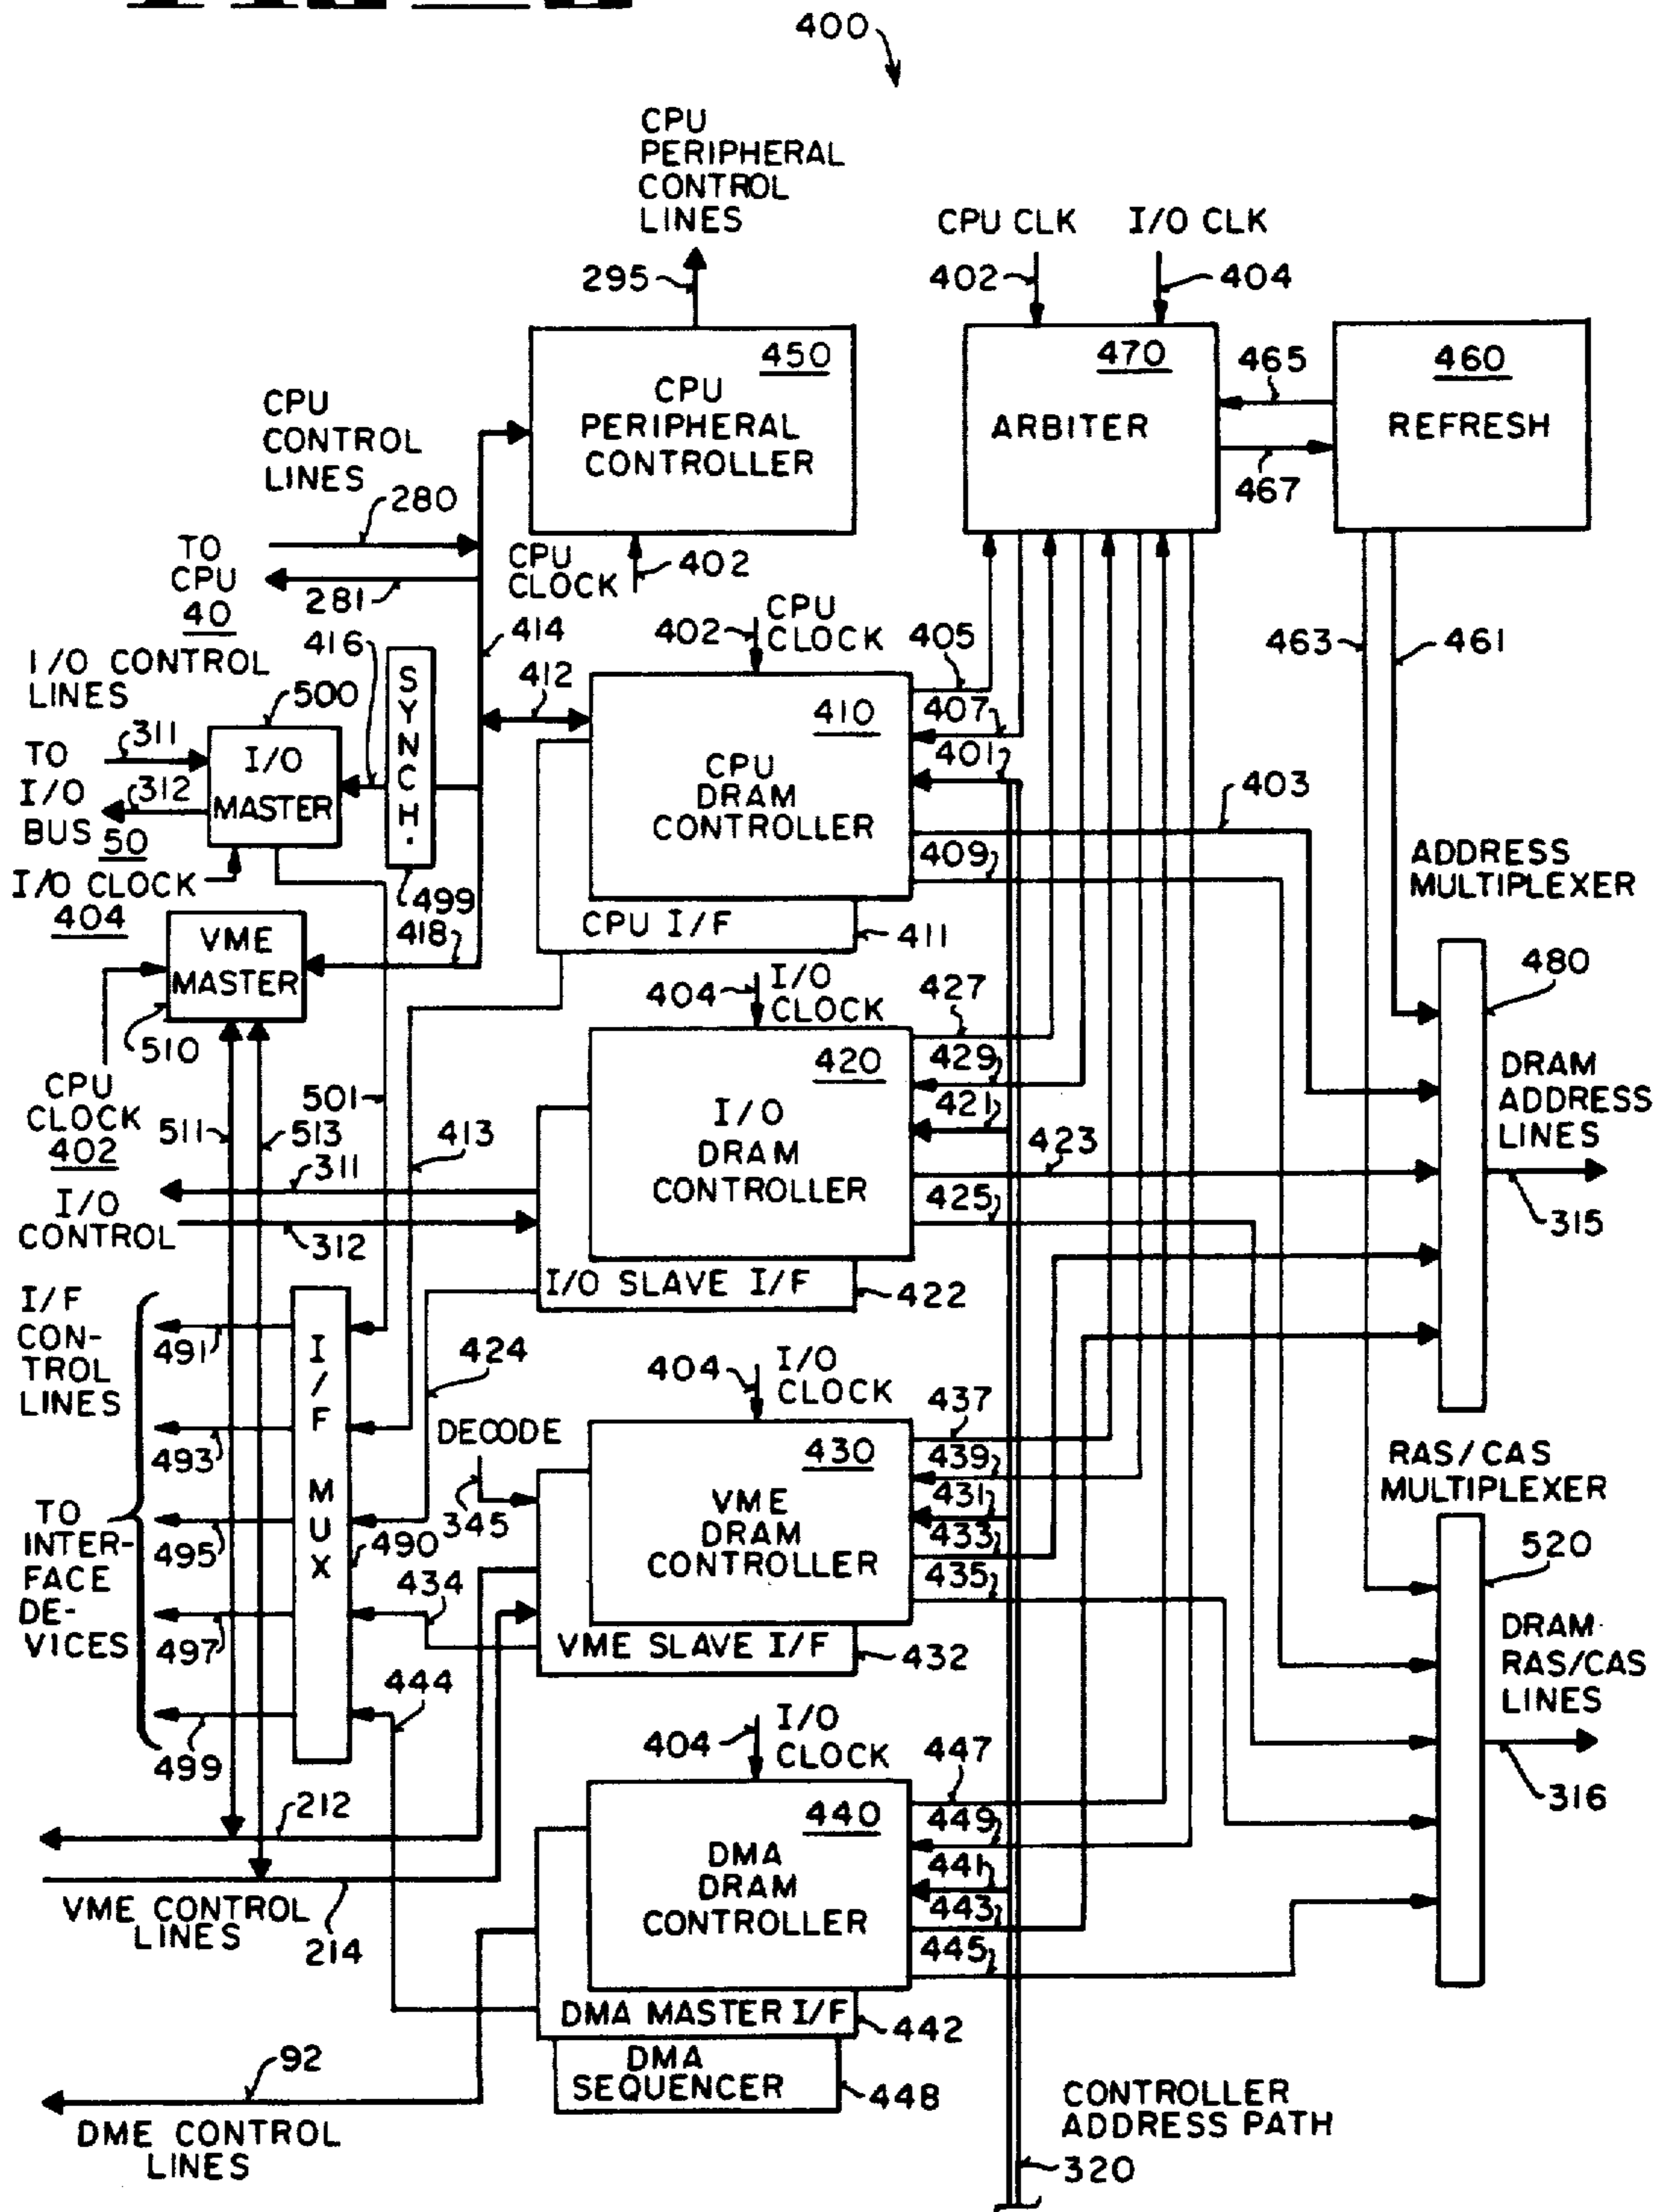 400
CPU
PERIPHERAL
CONTROL
LINES
295
CPU CLK
I/O CLK
402
404
450
CPU
PERIPHERAL
CONTROLLER
470
ARBITER
465
467
460
REFRESH
CPU
CONTROL
LINES
280
TO
CPU
40
281
CPU
CLOCK
402
414
416
412
402
CPU
CLOCK
405
407
401
463
461
I/O CONTROL
LINES
500
311
TO
I/O
BUS 50
312
I/O
MASTER
SYNCH.
499
I/O CLOCK
404
410
CPU
DRAM
CONTROLLER
403
409
CPU I/F
411
ADDRESS
MULTIPLEXER
480
VME
MASTER
418
510
CPU
CLOCK
402
404
I/O
CLOCK
427
429
421
420
I/O
DRAM
CONTROLLER
423
425
501
511
513
413
311
I/O
CONTROL
312
I/O SLAVE I/F
422
DRAM
ADDRESS
LINES
315
I/F
CON-
TROL
LINES
491
493
495
497
499
I/F MUX
490
TO
INTER-
FACE
DE-
VICES
424
DECODE
345
434
444
404
I/O
CLOCK
437
439
431
433
435
430
VME
DRAM
CONTROLLER
VME SLAVE I/F
432
RAS/CAS
MULTIPLEXER
520
DRAM
RAS/CAS
LINES
316
212
VME CONTROL
LINES
214
404
I/O
CLOCK
447
449
441
443
445
440
DMA
DRAM
CONTROLLER
DMA MASTER I/F
442
DMA
SEQUENCER
448
92
DME CONTROL
LINES
CONTROLLER
ADDRESS PATH
320